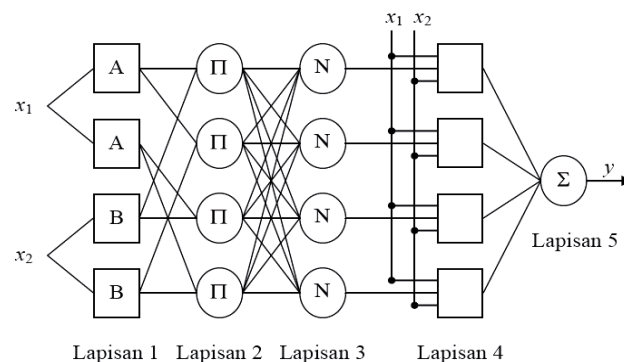 x1 x2
A Π N
x1
A Π N
Σ y
B Π N
x2
Lapisan 5
B Π N
Lapisan 1 Lapisan 2 Lapisan 3 Lapisan 4